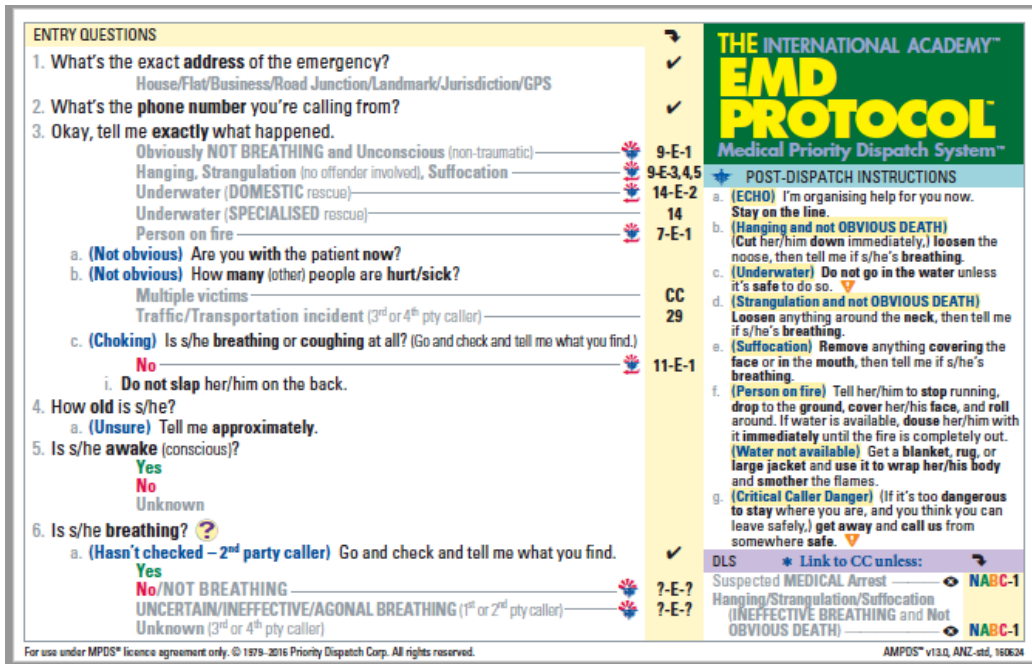 ENTRY QUESTIONS
1. What's the exact address of the emergency? ✔
House/Flat/Business/Road Junction/Landmark/Jurisdiction/GPS
2. What's the phone number you're calling from? ✔
3. Okay, tell me exactly what happened.
Obviously NOT BREATHING and Unconscious (non-traumatic) 9-E-1
Hanging, Strangulation (no offender involved), Suffocation 9-E-3,4,5
Underwater (DOMESTIC rescue) 14-E-2
Underwater (SPECIALISED rescue) 14
Person on fire 7-E-1
a. (Not obvious) Are you with the patient now?
b. (Not obvious) How many (other) people are hurt/sick?
Multiple victims CC
Traffic/Transportation incident (3rd or 4th pty caller) 29
c. (Choking) Is s/he breathing or coughing at all? (Go and check and tell me what you find.)
No 11-E-1
i. Do not slap her/him on the back.
4. How old is s/he?
a. (Unsure) Tell me approximately.
5. Is s/he awake (conscious)?
Yes
No
Unknown
6. Is s/he breathing? ?
a. (Hasn't checked – 2nd party caller) Go and check and tell me what you find. ✔
Yes
No/NOT BREATHING ?-E-?
UNCERTAIN/INEFFECTIVE/AGONAL BREATHING (1st or 2nd pty caller) ?-E-?
Unknown (3rd or 4th pty caller)
THE INTERNATIONAL ACADEMY™
EMD
PROTOCOL™
Medical Priority Dispatch System™
POST-DISPATCH INSTRUCTIONS
a. (ECHO) I'm organising help for you now.
Stay on the line.
b. (Hanging and not OBVIOUS DEATH)
(Cut her/him down immediately,) loosen the
noose, then tell me if s/he's breathing.
c. (Underwater) Do not go in the water unless
it's safe to do so.
d. (Strangulation and not OBVIOUS DEATH)
Loosen anything around the neck, then tell me
if s/he's breathing.
e. (Suffocation) Remove anything covering the
face or in the mouth, then tell me if s/he's
breathing.
f. (Person on fire) Tell her/him to stop running,
drop to the ground, cover her/his face, and roll
around. If water is available, douse her/him with
it immediately until the fire is completely out.
(Water not available) Get a blanket, rug, or
large jacket and use it to wrap her/his body
and smother the flames.
g. (Critical Caller Danger) (If it's too dangerous
to stay where you are, and you think you can
leave safely,) get away and call us from
somewhere safe.
DLS * Link to CC unless:
Suspected MEDICAL Arrest NABC-1
Hanging/Strangulation/Suffocation
(INEFFECTIVE BREATHING and Not
OBVIOUS DEATH) NABC-1
For use under MPDS® licence agreement only. © 1979–2016 Priority Dispatch Corp. All rights reserved.
AMPDS™ v13.0, ANZ-std, 160624